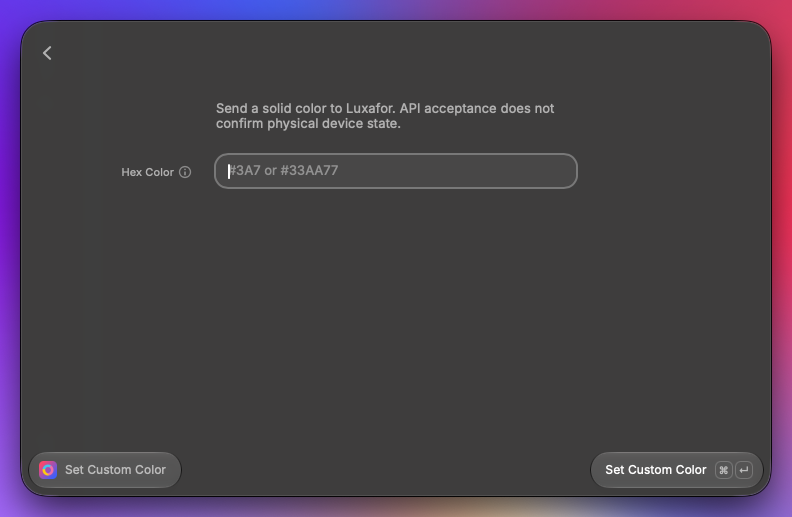 Send a solid color to Luxafor. API acceptance does not
confirm physical device state.
Hex Color
#3A7 or #33AA77
Set Custom Color
Set Custom Color ⌘ ↵